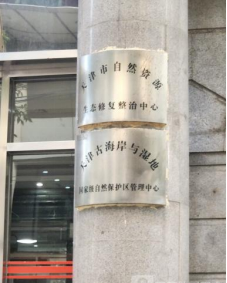 天津市自然资源
生态修复整治中心
天津古海岸与湿地
国家级自然保护区管理中心